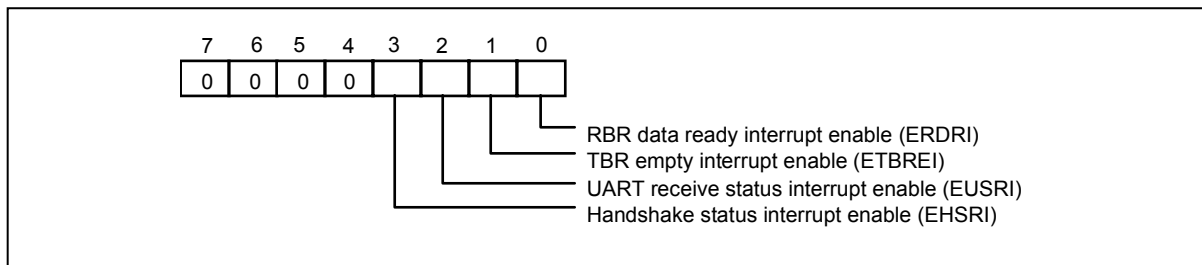 7 6 5 4 3 2 1 0
0 0 0 0
RBR data ready interrupt enable (ERDRI)
TBR empty interrupt enable (ETBREI)
UART receive status interrupt enable (EUSRI)
Handshake status interrupt enable (EHSRI)